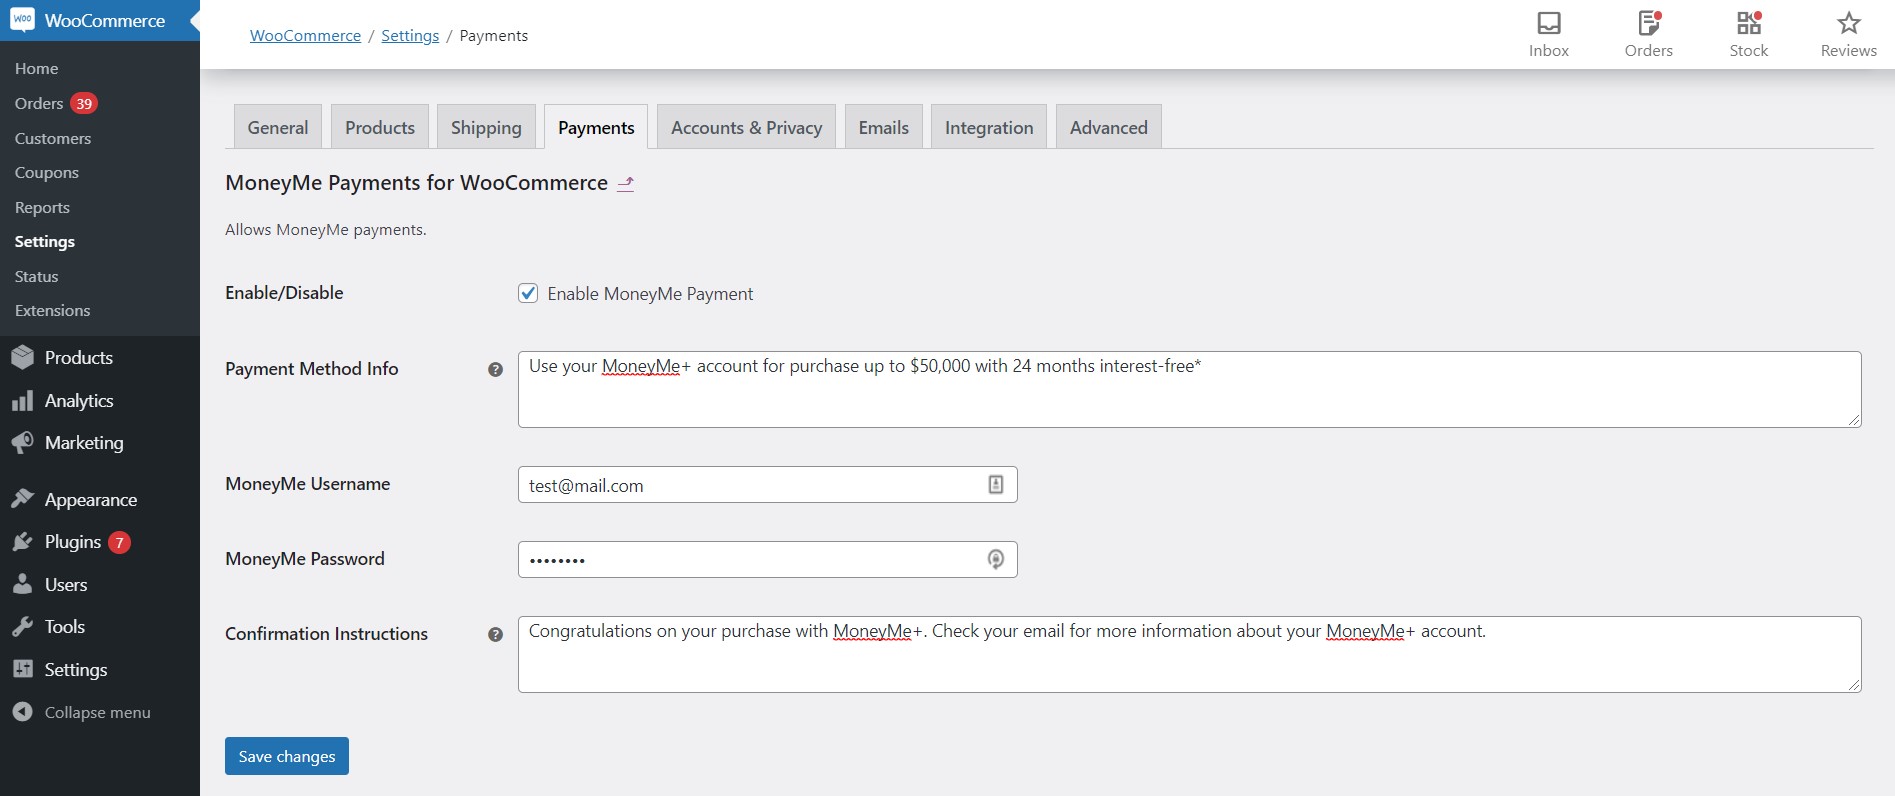 WOO WooCommerce
WooCommerce / Settings / Payments
Inbox
Orders
Stock
Reviews
Home
Orders 39
Customers
Coupons
Reports
Settings
Status
Extensions
Products
Analytics
Marketing
Appearance
Plugins 7
Users
Tools
Settings
Collapse menu
General
Products
Shipping
Payments
Accounts & Privacy
Emails
Integration
Advanced
MoneyMe Payments for WooCommerce
Allows MoneyMe payments.
Enable/Disable
Enable MoneyMe Payment
Payment Method Info ?
Use your MoneyMe+ account for purchase up to $50,000 with 24 months interest-free*
MoneyMe Username
test@mail.com
MoneyMe Password
••••••••
Confirmation Instructions ?
Congratulations on your purchase with MoneyMe+. Check your email for more information about your MoneyMe+ account.
Save changes